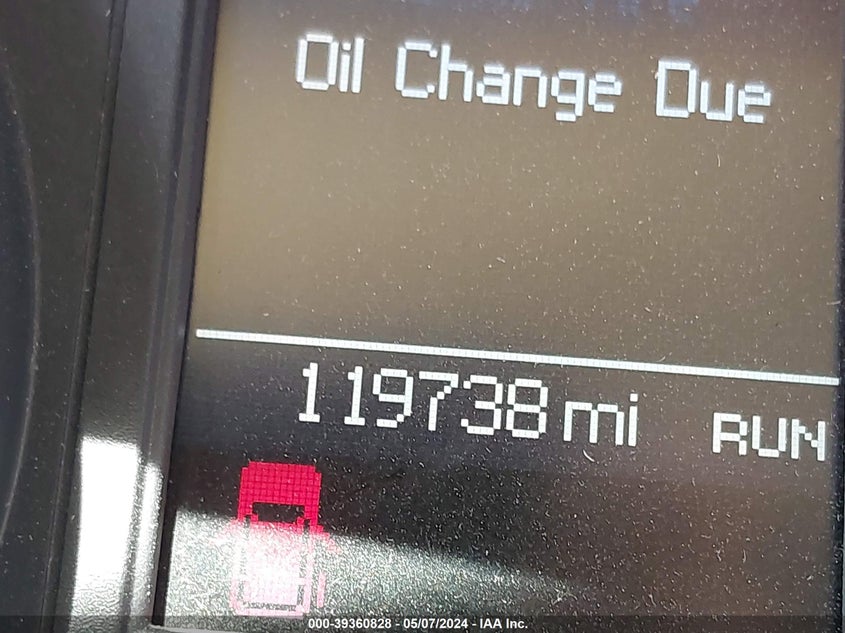 Oil Change Due
119738 mi RUN
000-39360828 - 05/07/2024 - IAA Inc.